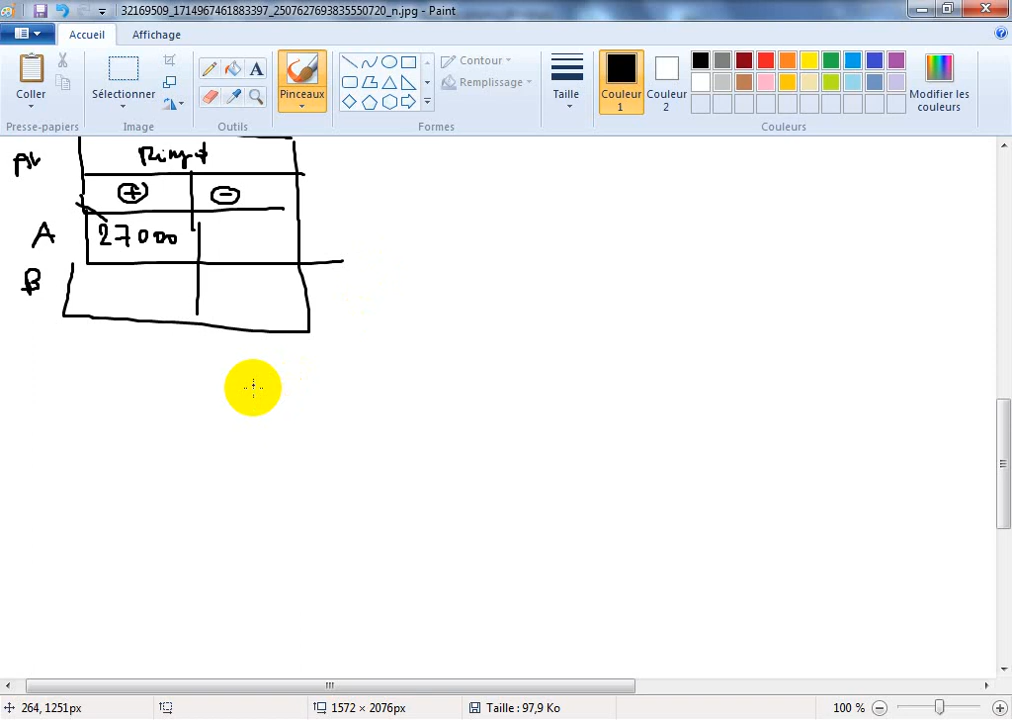 32169509_1714967461883397_2507627693835550720_n.jpg - Paint
Accueil
Affichage
Coller
Sélectionner
Pinceaux
Contour
Remplissage
Taille
Couleur 1
Couleur 2
Modifier les couleurs
Presse-papiers
Image
Outils
Formes
Couleurs
+ -
A 27000
B
264, 1251px
1572 × 2076px
Taille : 97,9 Ko
100 %